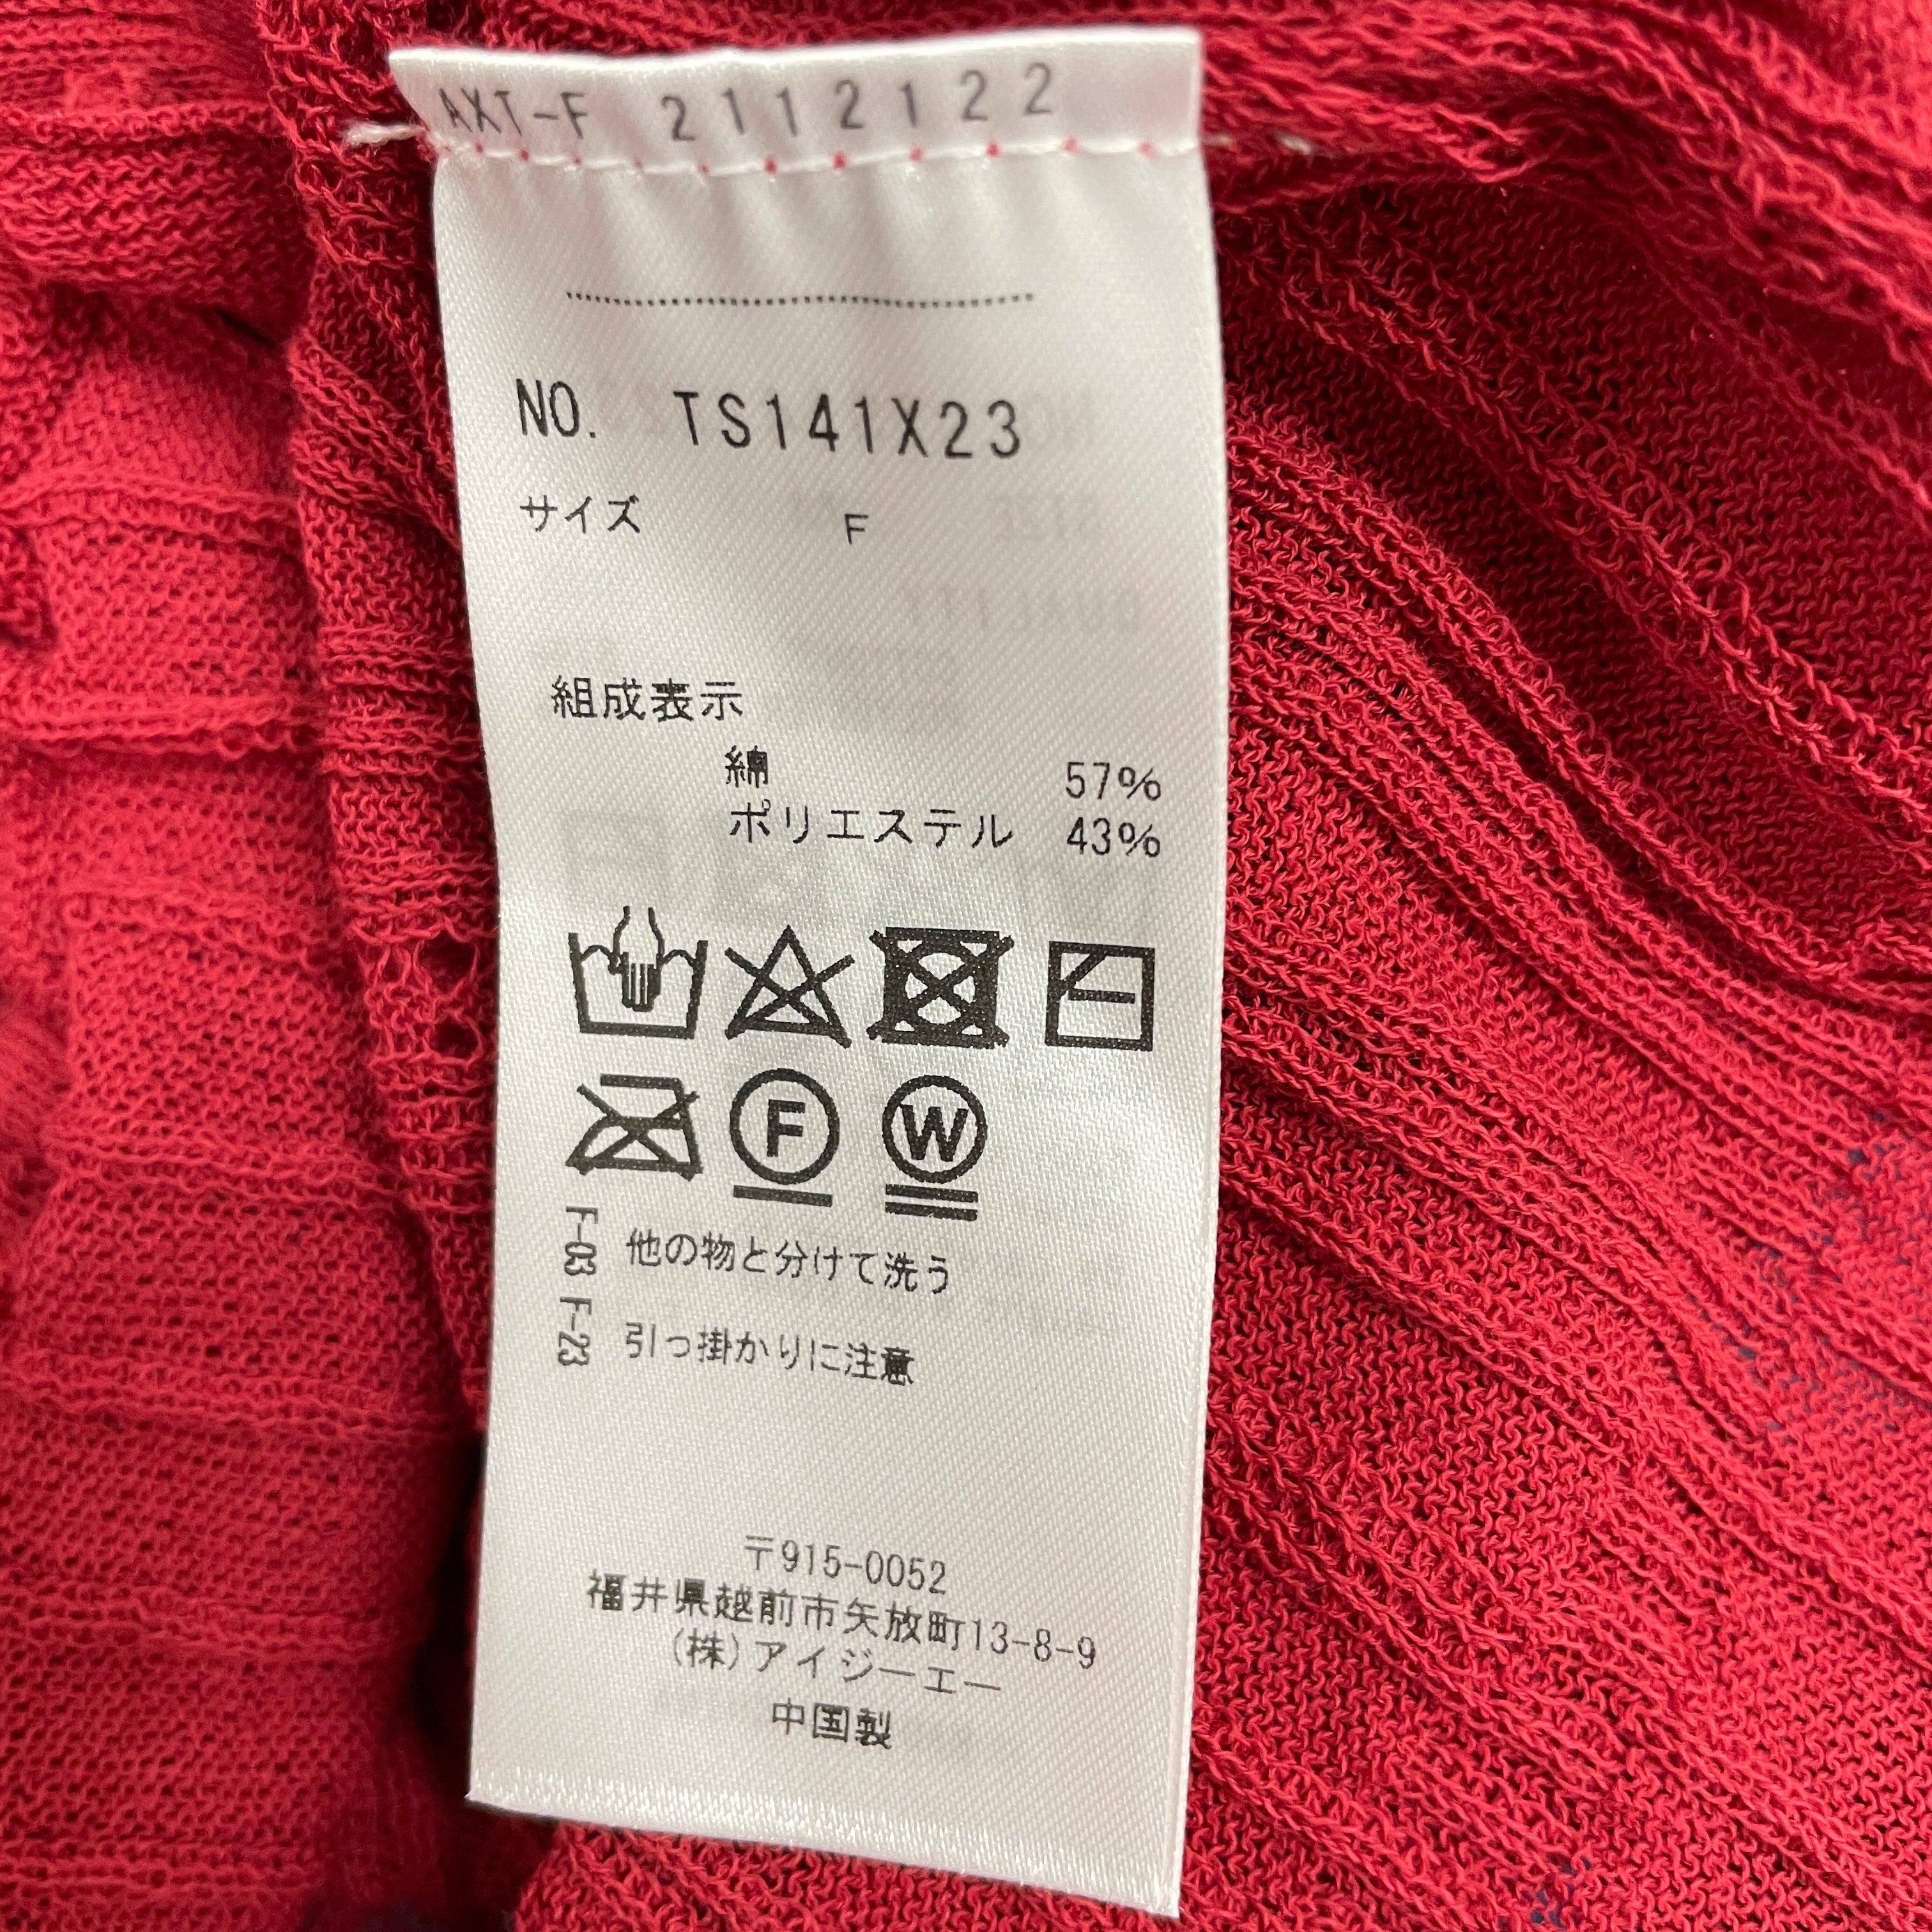 AXT-F 2112122
NO. TS141X23
サイズ F
組成表示
綿 57%
ポリエステル 43%
F
W
F-03 他の物と分けて洗う
F-23 引っ掛かりに注意
〒915-0052
福井県越前市矢放町13-8-9
(株)アイジーエー
中国製